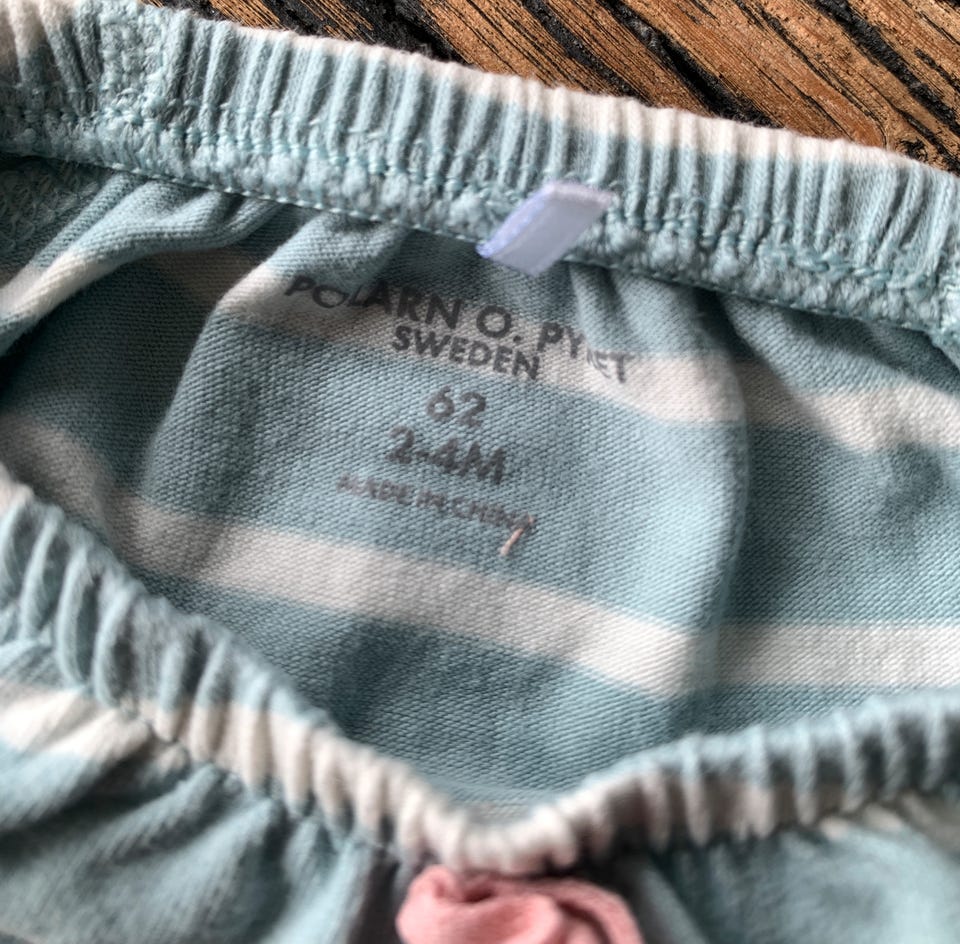 POLARN O. PYRET
SWEDEN
62
2-4M
MADE IN CHINA